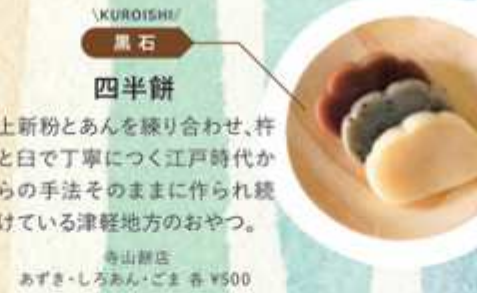 \KUROISHI/
黒石
四半餅
上新粉とあんを練り合わせ、杵
と臼で丁寧につく江戸時代か
らの手法そのままに作られ続
けている津軽地方のおやつ。
寺山餅店
あずき・しろあん・ごま 各 ¥500